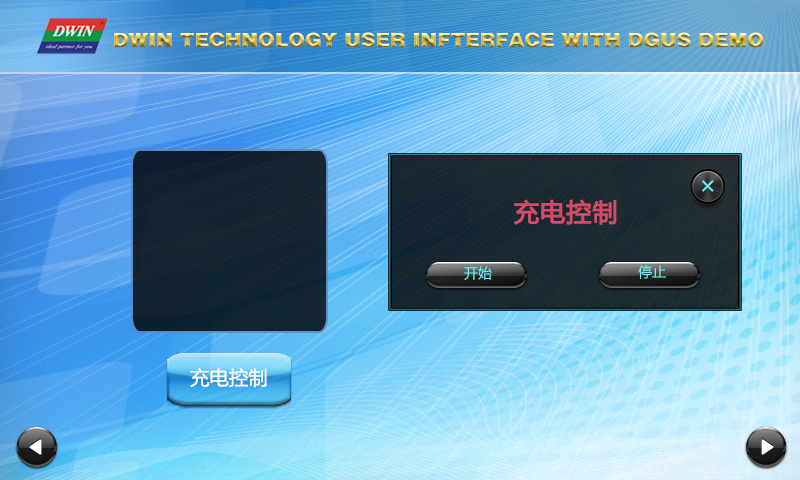 DWIN
ideal partner for you
DWIN TECHNOLOGY USER INFTERFACE WITH DGUS DEMO
充电控制
开始
停止
充电控制